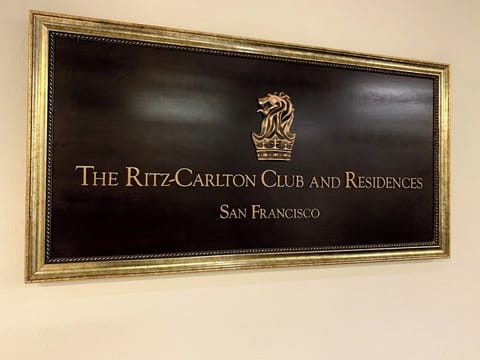 The Ritz-Carlton Club and Residences
San Francisco